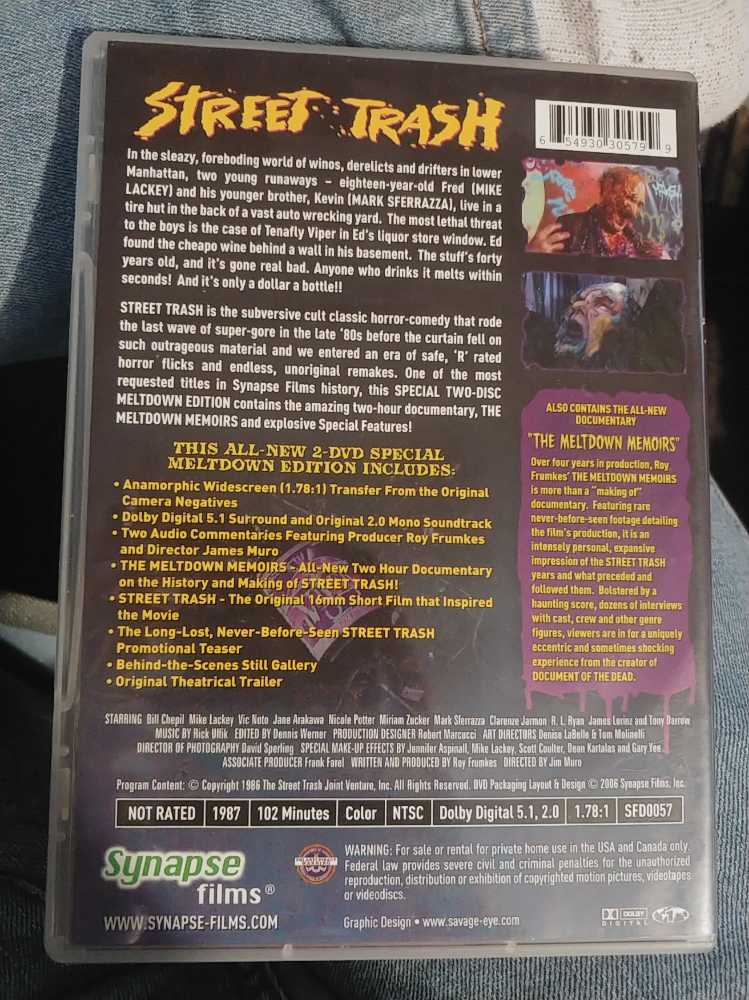 STREET TRASH
6 54930 30579 9
In the sleazy, foreboding world of winos, derelicts and drifters in lower
Manhattan, two young runaways – eighteen-year-old Fred (MIKE
LACKEY) and his younger brother, Kevin (MARK SFERRAZZA), live in a
tire hut in the back of a vast auto wrecking yard. The most lethal threat
to the boys is the case of Tenafly Viper in Ed's liquor store window. Ed
found the cheapo wine behind a wall in his basement. The stuff's forty
years old, and it's gone real bad. Anyone who drinks it melts within
seconds! And it's only a dollar a bottle!!
STREET TRASH is the subversive cult classic horror-comedy that rode
the last wave of super-gore in the late '80s before the curtain fell on
such outrageous material and we entered an era of safe, 'R' rated
horror flicks and endless, unoriginal remakes. One of the most
requested titles in Synapse Films history, this SPECIAL TWO-DISC
MELTDOWN EDITION contains the amazing two-hour documentary, THE
MELTDOWN MEMOIRS and explosive Special Features!
THIS ALL-NEW 2-DVD SPECIAL
MELTDOWN EDITION INCLUDES:
• Anamorphic Widescreen (1.78:1) Transfer From the Original
Camera Negatives
• Dolby Digital 5.1 Surround and Original 2.0 Mono Soundtrack
• Two Audio Commentaries Featuring Producer Roy Frumkes
and Director James Muro
• THE MELTDOWN MEMOIRS - All-New Two Hour Documentary
on the History and Making of STREET TRASH!
• STREET TRASH - The Original 16mm Short Film that Inspired
the Movie
• The Long-Lost, Never-Before-Seen STREET TRASH
Promotional Teaser
• Behind-the-Scenes Still Gallery
• Original Theatrical Trailer
ALSO CONTAINS THE ALL-NEW
DOCUMENTARY
"THE MELTDOWN MEMOIRS"
Over four years in production, Roy
Frumkes' THE MELTDOWN MEMOIRS
is more than a "making of"
documentary. Featuring rare
never-before-seen footage detailing
the film's production, it is an
intensely personal, expansive
impression of the STREET TRASH
years and what preceded and
followed them. Bolstered by a
haunting score, dozens of interviews
with cast, crew and other genre
figures, viewers are in for a uniquely
eccentric and sometimes shocking
experience from the creator of
DOCUMENT OF THE DEAD.
STARRING Bill Chepil Mike Lackey Vic Noto Jane Arakawa Nicole Potter Miriam Zucker Mark Sferrazza Clarenze Jarmon R. L. Ryan James Lorinz and Tony Darrow
MUSIC BY Rick Ulfik EDITED BY Dennis Werner PRODUCTION DESIGNER Robert Marcucci ART DIRECTORS Denise LaBelle & Tom Molinelli
DIRECTOR OF PHOTOGRAPHY David Sperling SPECIAL MAKE-UP EFFECTS BY Jennifer Aspinall, Mike Lackey, Scott Coulter, Dean Kartalas and Gary Yee
ASSOCIATE PRODUCER Frank Farel WRITTEN AND PRODUCED BY Roy Frumkes DIRECTED BY Jim Muro
Program Content: © Copyright 1986 The Street Trash Joint Venture, Inc. All Rights Reserved. DVD Packaging Layout & Design © 2006 Synapse Films, Inc.
NOT RATED 1987 102 Minutes Color NTSC Dolby Digital 5.1, 2.0 1.78:1 SFD0057
Synapse
films®
WWW.SYNAPSE-FILMS.COM
WARNING: For sale or rental for private home use in the USA and Canada only.
Federal law provides severe civil and criminal penalties for the unauthorized
reproduction, distribution or exhibition of copyrighted motion pictures, videotapes
or videodiscs.
Graphic Design • www.savage-eye.com
DOLBY
DIGITAL